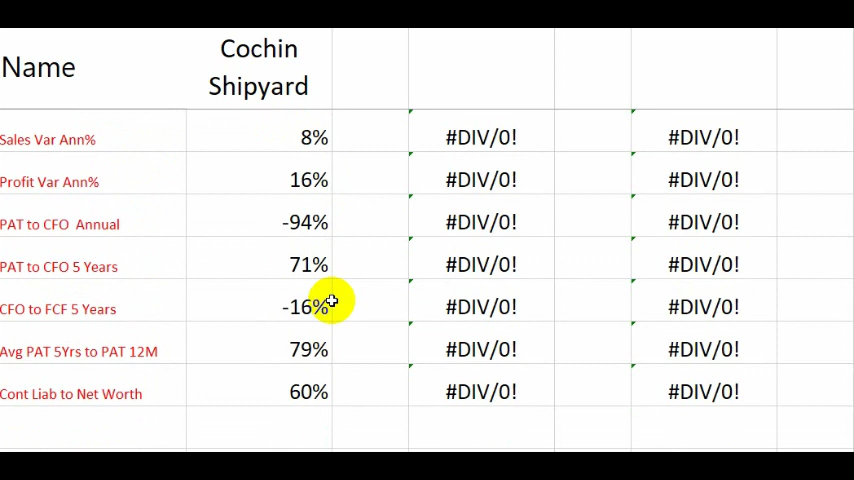 Name Cochin
Shipyard
Sales Var Ann% 8% #DIV/0! #DIV/0!
Profit Var Ann% 16% #DIV/0! #DIV/0!
PAT to CFO Annual -94% #DIV/0! #DIV/0!
PAT to CFO 5 Years 71% #DIV/0! #DIV/0!
CFO to FCF 5 Years -16% #DIV/0! #DIV/0!
Avg PAT 5Yrs to PAT 12M 79% #DIV/0! #DIV/0!
Cont Liab to Net Worth 60% #DIV/0! #DIV/0!